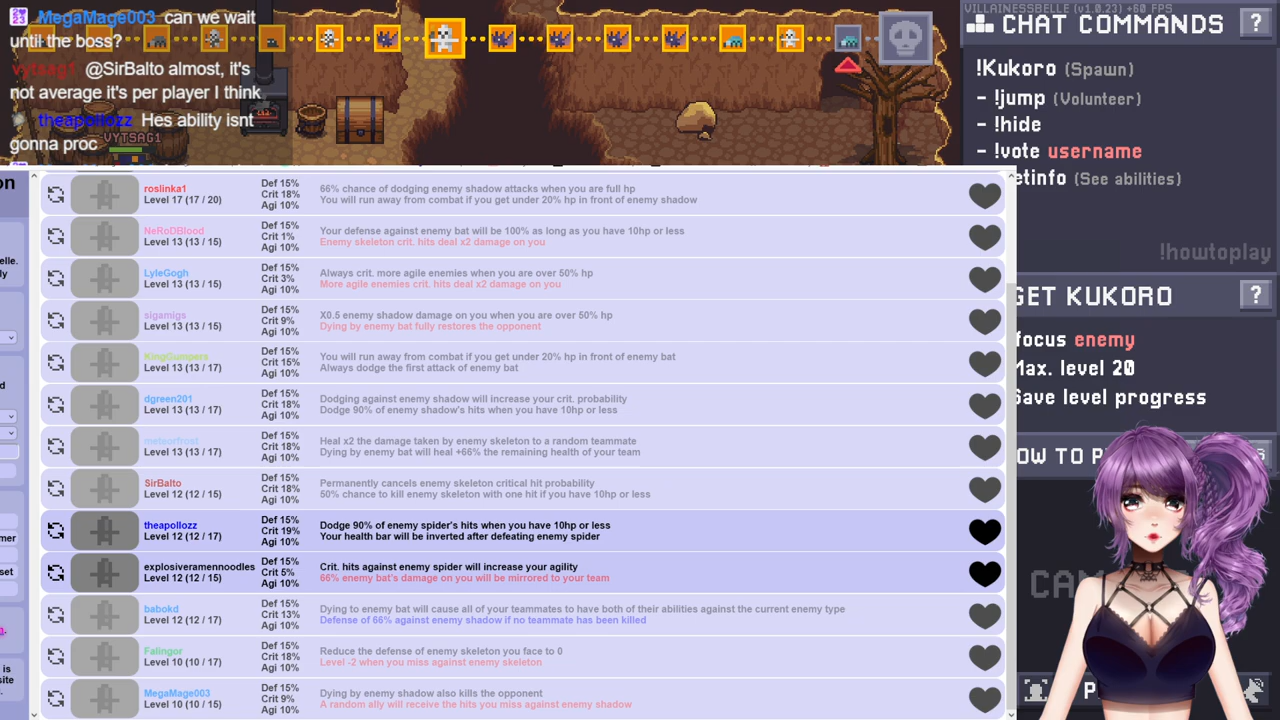 VILLAINESSBELLE (v1.0.23) +60 FPS
MegaMage003 can we wait
until the boss?
vytsag1 @SirBalto almost, it's
not average it's per player I think
theapollozz Hes ability isnt
gonna proc
VYTSAG1
CHAT COMMANDS
?
!Kukoro (Spawn)
- !jump (Volunteer)
- !hide
- !vote username
etinfo (See abilities)
!howtoplay
GET KUKORO
?
focus enemy
Max. level 20
Save level progress
OW TO P
CA
P
on
elle.
ly
ed
mer
set
g.
is
site
roslinka1
Level 17 (17 / 20)
Def 15%
Crit 18%
Agi 10%
66% chance of dodging enemy shadow attacks when you are full hp
You will run away from combat if you get under 20% hp in front of enemy shadow
NeRoDBlood
Level 13 (13 / 15)
Def 15%
Crit 1%
Agi 10%
Your defense against enemy bat will be 100% as long as you have 10hp or less
Enemy skeleton crit. hits deal x2 damage on you
LyleGogh
Level 13 (13 / 15)
Def 15%
Crit 3%
Agi 10%
Always crit. more agile enemies when you are over 50% hp
More agile enemies crit. hits deal x2 damage on you
sigamigs
Level 13 (13 / 15)
Def 15%
Crit 9%
Agi 10%
X0.5 enemy shadow damage on you when you are over 50% hp
Dying by enemy bat fully restores the opponent
KingGumpers
Level 13 (13 / 17)
Def 15%
Crit 15%
Agi 10%
You will run away from combat if you get under 20% hp in front of enemy bat
Always dodge the first attack of enemy bat
dgreen201
Level 13 (13 / 17)
Def 15%
Crit 18%
Agi 10%
Dodging against enemy shadow will increase your crit. probability
Dodge 90% of enemy shadow's hits when you have 10hp or less
meteorfrost
Level 13 (13 / 17)
Def 15%
Crit 18%
Agi 10%
Heal x2 the damage taken by enemy skeleton to a random teammate
Dying by enemy bat will heal +66% the remaining health of your team
SirBalto
Level 12 (12 / 15)
Def 15%
Crit 18%
Agi 10%
Permanently cancels enemy skeleton critical hit probability
50% chance to kill enemy skeleton with one hit if you have 10hp or less
theapollozz
Level 12 (12 / 17)
Def 15%
Crit 19%
Agi 10%
Dodge 90% of enemy spider's hits when you have 10hp or less
Your health bar will be inverted after defeating enemy spider
explosiveramennoodles
Level 12 (12 / 15)
Def 15%
Crit 5%
Agi 10%
Crit. hits against enemy spider will increase your agility
66% enemy bat's damage on you will be mirrored to your team
babokd
Level 12 (12 / 17)
Def 15%
Crit 13%
Agi 10%
Dying to enemy bat will cause all of your teammates to have both of their abilities against the current enemy type
Defense of 66% against enemy shadow if no teammate has been killed
Falingor
Level 10 (10 / 17)
Def 15%
Crit 18%
Agi 10%
Reduce the defense of enemy skeleton you face to 0
Level -2 when you miss against enemy skeleton
MegaMage003
Level 10 (10 / 15)
Def 15%
Crit 9%
Agi 10%
Dying by enemy shadow also kills the opponent
A random ally will receive the hits you miss against enemy shadow